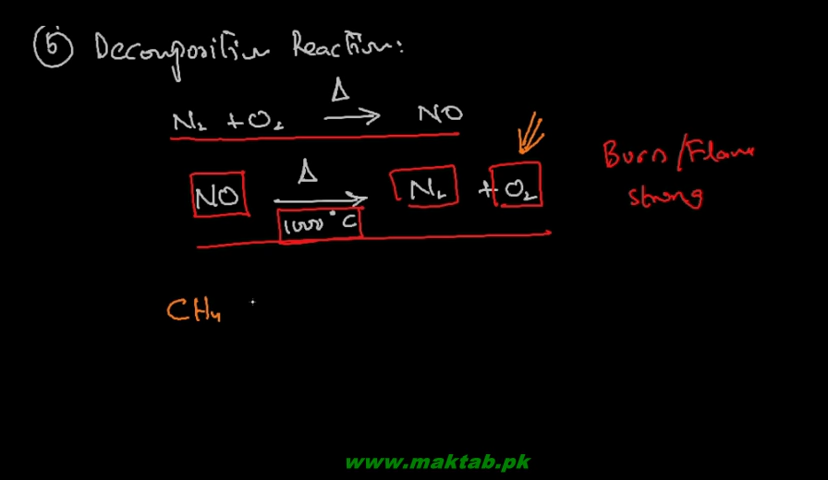 ⑤ Decomposition Reaction:
N₂ + O₂ Δ→ NO
NO Δ→ 1000°C N₂ + O₂
Burn/Flame
strong
CH₄
www.maktab.pk